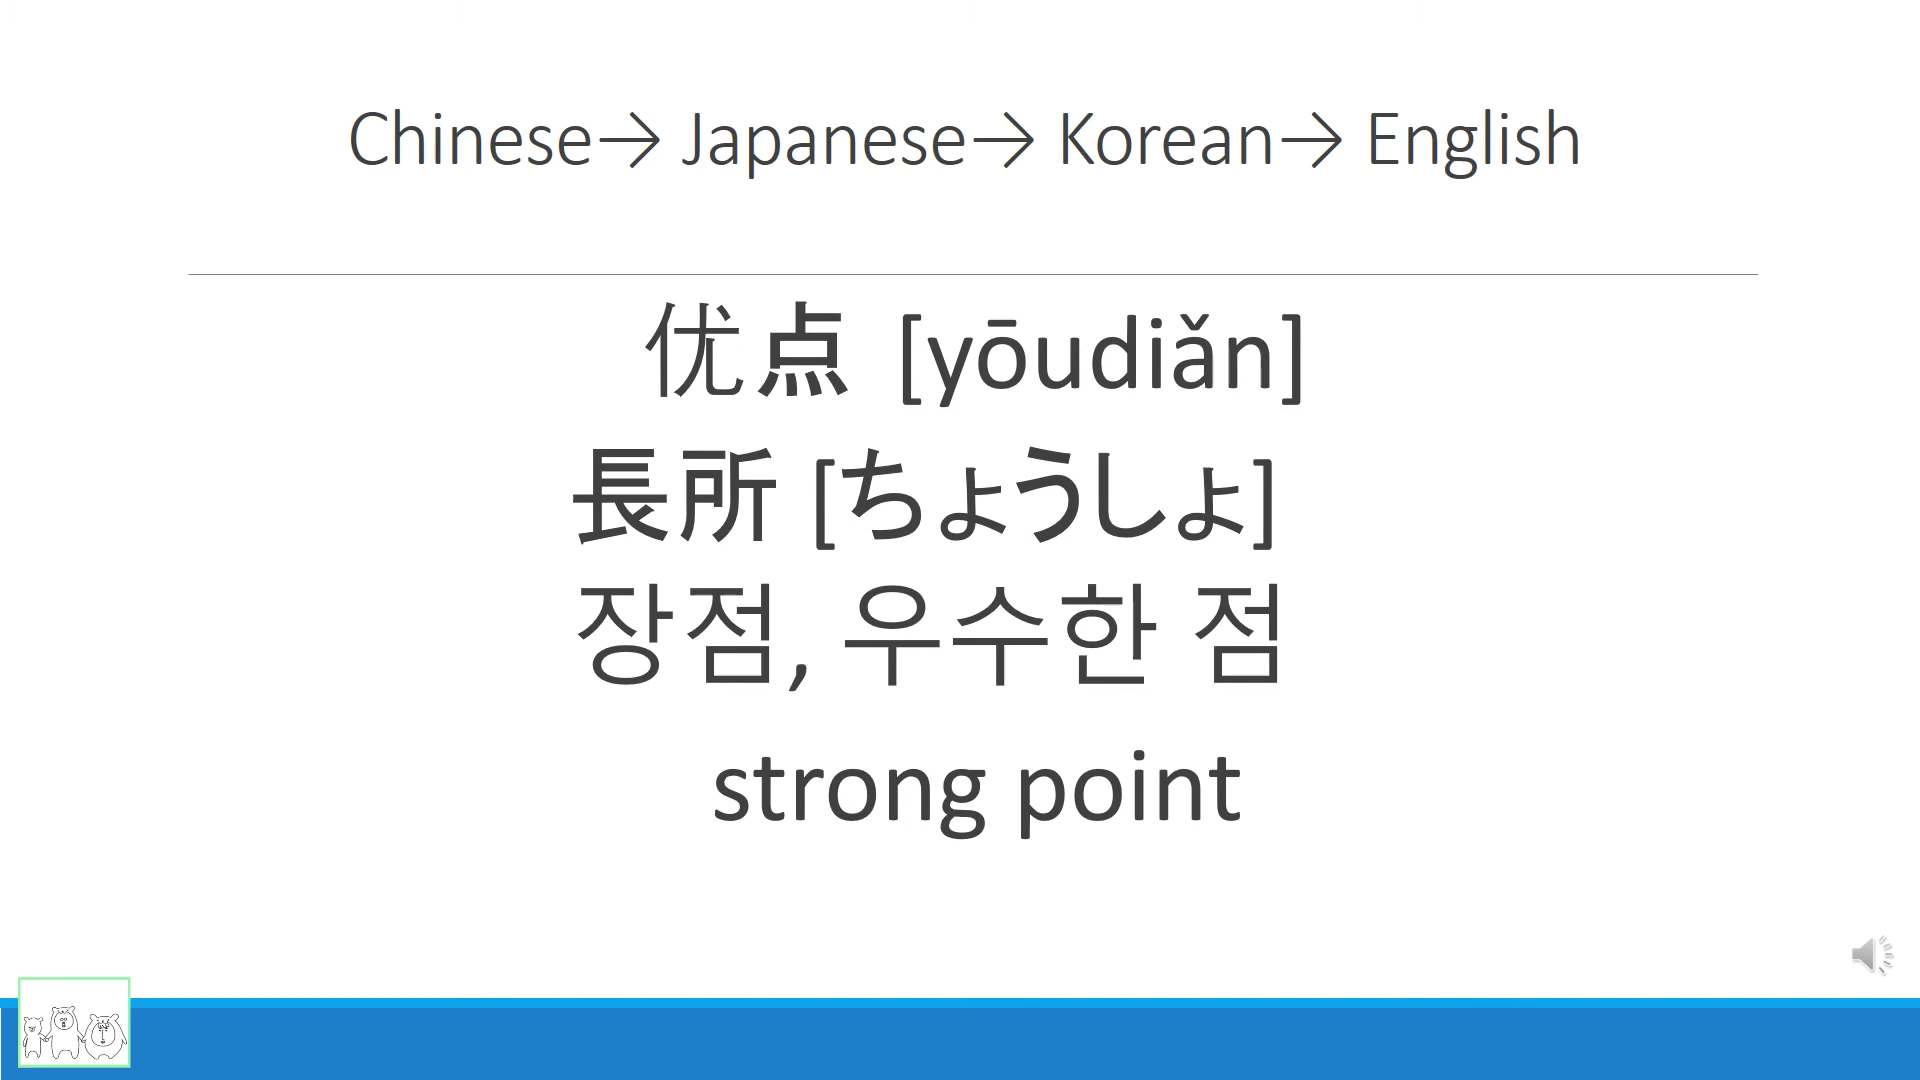 Chinese→ Japanese→ Korean→ English
优点 [yōudiǎn]
長所 [ちょうしょ]
장점, 우수한 점
strong point